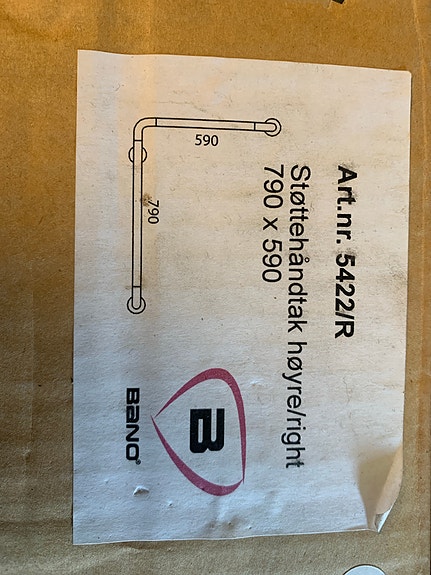 Art.nr. 5422/R
Støttehåndtak høyre/right
790 x 590
590
790
B
BANO®